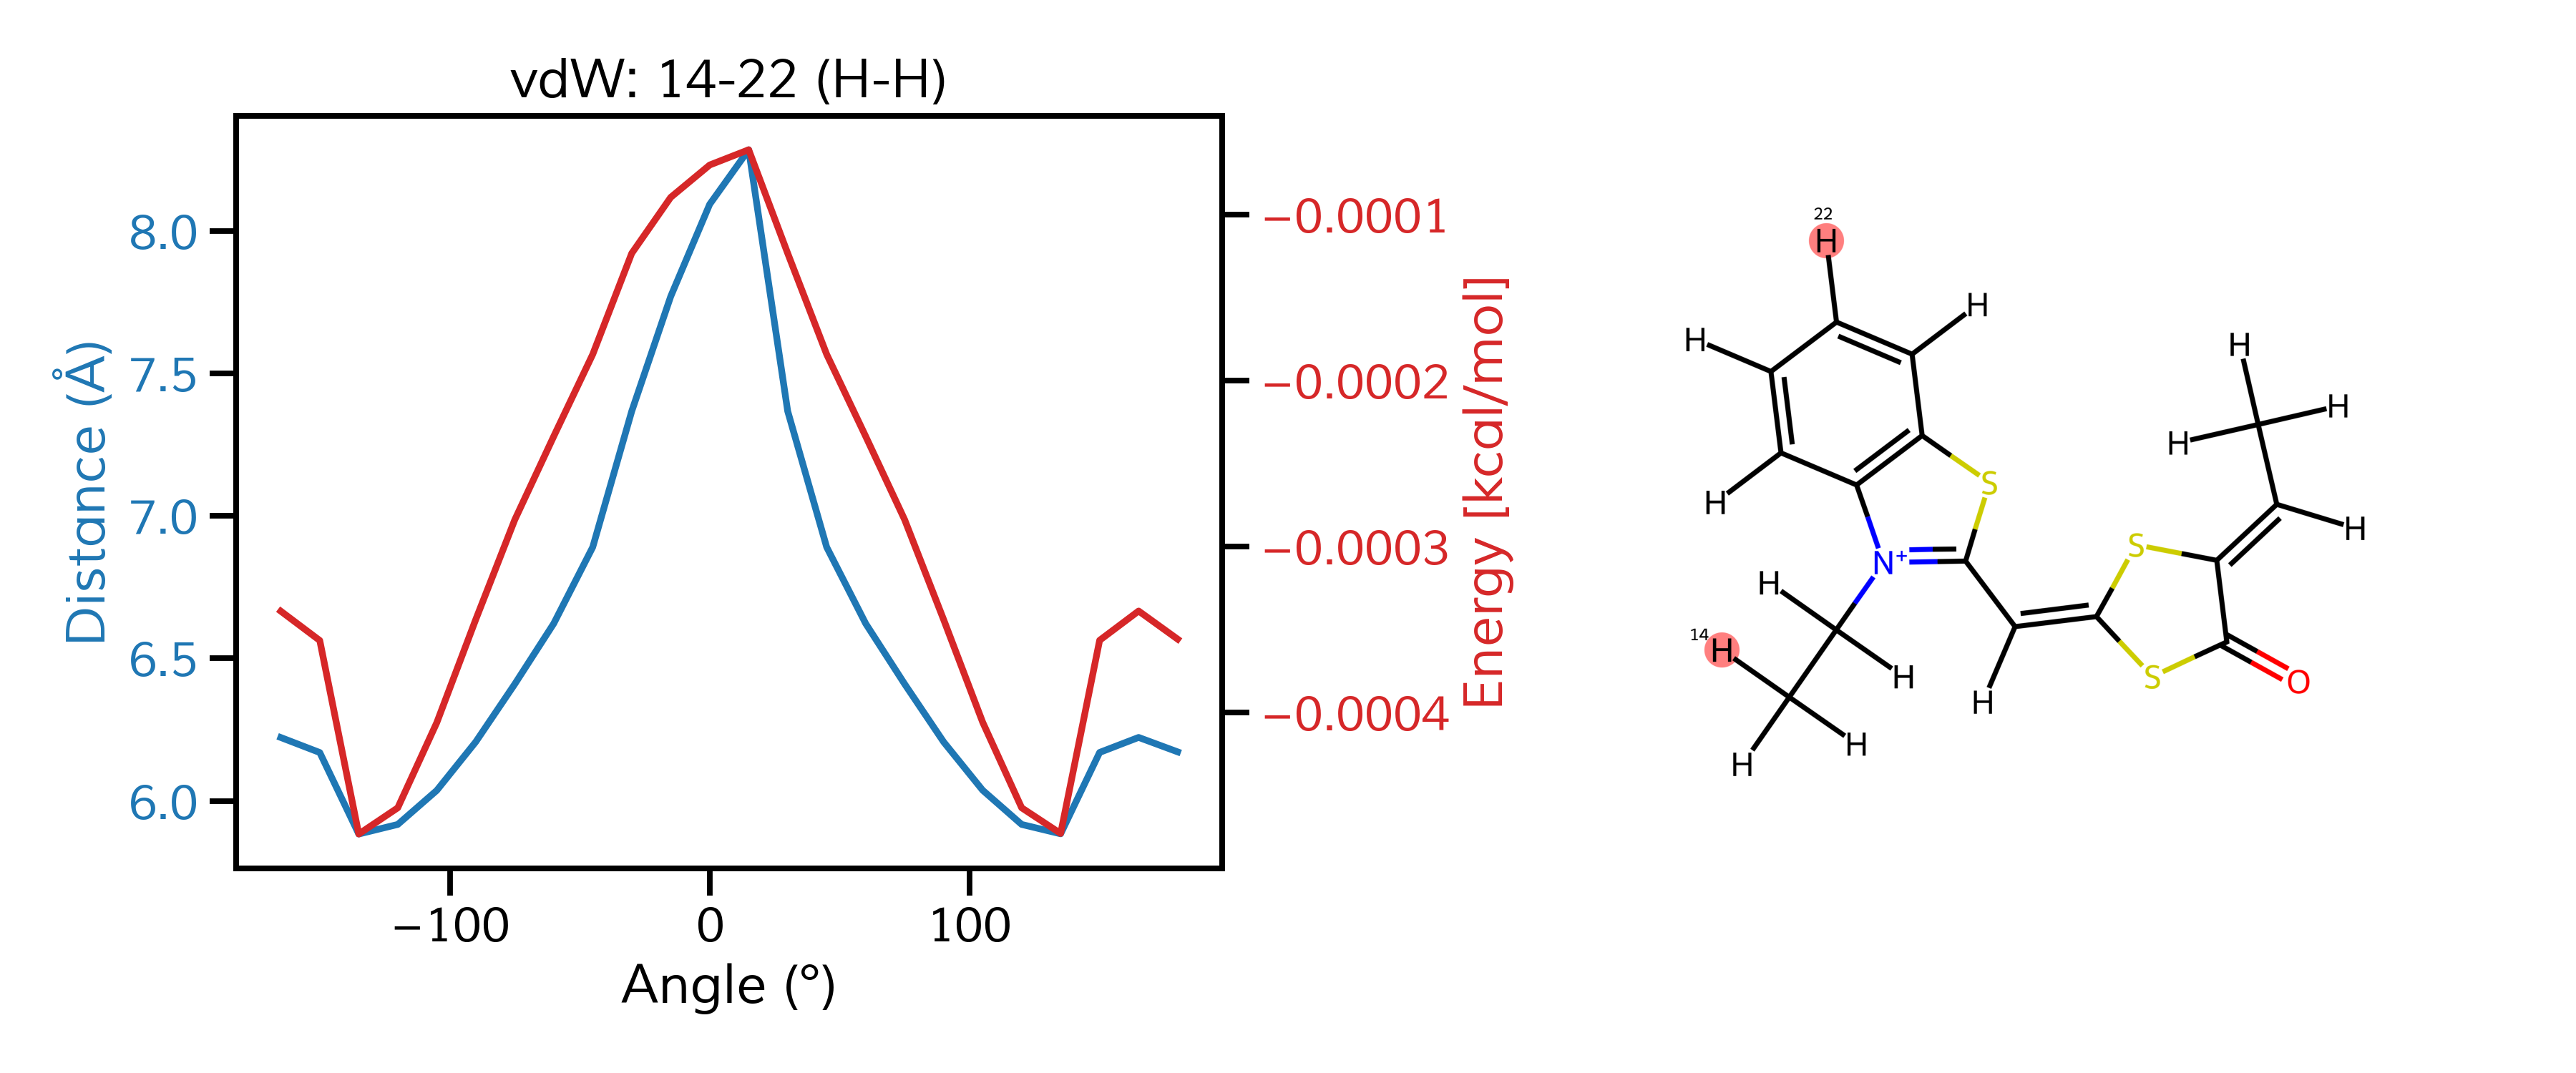 vdW: 14-22 (H-H)
8.0
7.5
7.0
6.5
6.0
Distance (Å)
−100
0
100
Angle (°)
−0.0001
−0.0002
−0.0003
−0.0004
Energy [kcal/mol]
22
H
H
H
H
H
H
H
S
H
S
N⁺
H
14
H
H
S
O
H
H
H